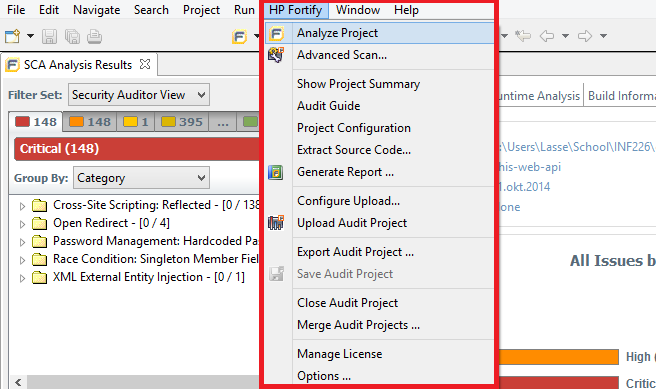 File Edit Navigate Search Project Run HP Fortify Window Help
SCA Analysis Results
Filter Set: Security Auditor View
148 148 1 395 ...
Critical (148)
Group By: Category
Cross-Site Scripting: Reflected - [0 / 138
Open Redirect - [0 / 4]
Password Management: Hardcoded Pas
Race Condition: Singleton Member Fiel
XML External Entity Injection - [0 / 1]
Analyze Project
Advanced Scan...
Show Project Summary
Audit Guide
Project Configuration
Extract Source Code...
Generate Report ...
Configure Upload...
Upload Audit Project
Export Audit Project ...
Save Audit Project
Close Audit Project
Merge Audit Projects ...
Manage License
Options ...
untime Analysis Build Informa
:\Users\Lasse\School\INF226\
his-web-api
1.okt.2014
one
All Issues b
High (
Critica